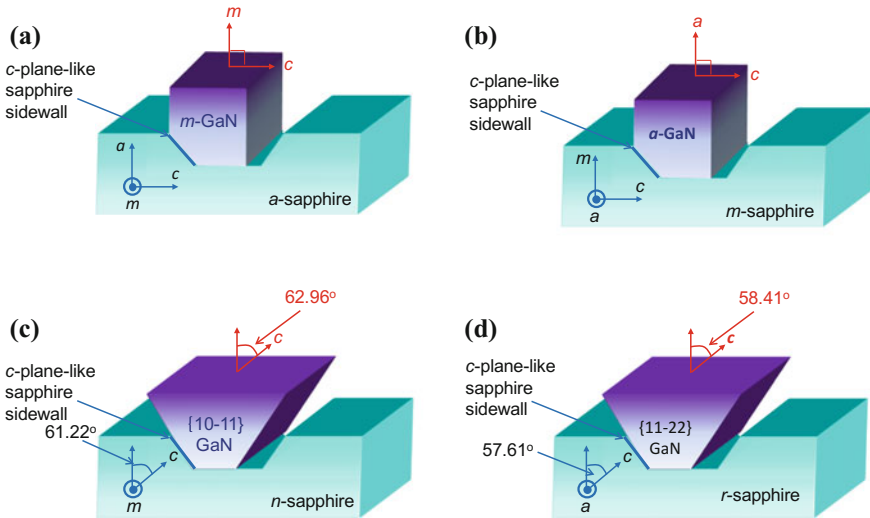 (a)
m
c
c-plane-like
sapphire
sidewall
m-GaN
a
c
m
a-sapphire
(b)
a
c
c-plane-like
sapphire
sidewall
a-GaN
m
c
a
m-sapphire
(c)
62.96°
c
c-plane-like
sapphire
sidewall
61.22°
{10-11}
GaN
c
m
n-sapphire
(d)
58.41°
c
c-plane-like
sapphire
sidewall
57.61°
{11-22}
GaN
c
a
r-sapphire